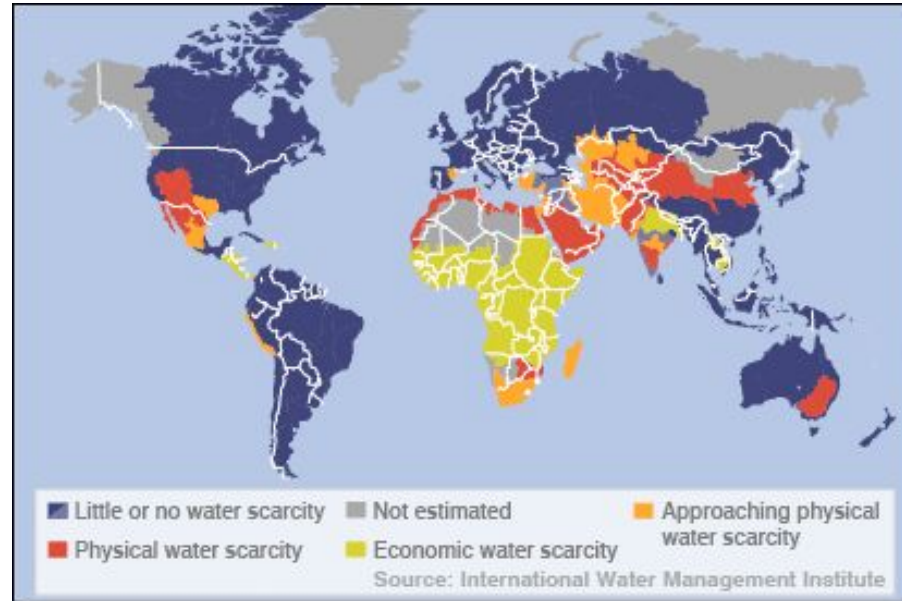 Little or no water scarcity
Not estimated
Approaching physical
water scarcity
Physical water scarcity
Economic water scarcity
Source: International Water Management Institute